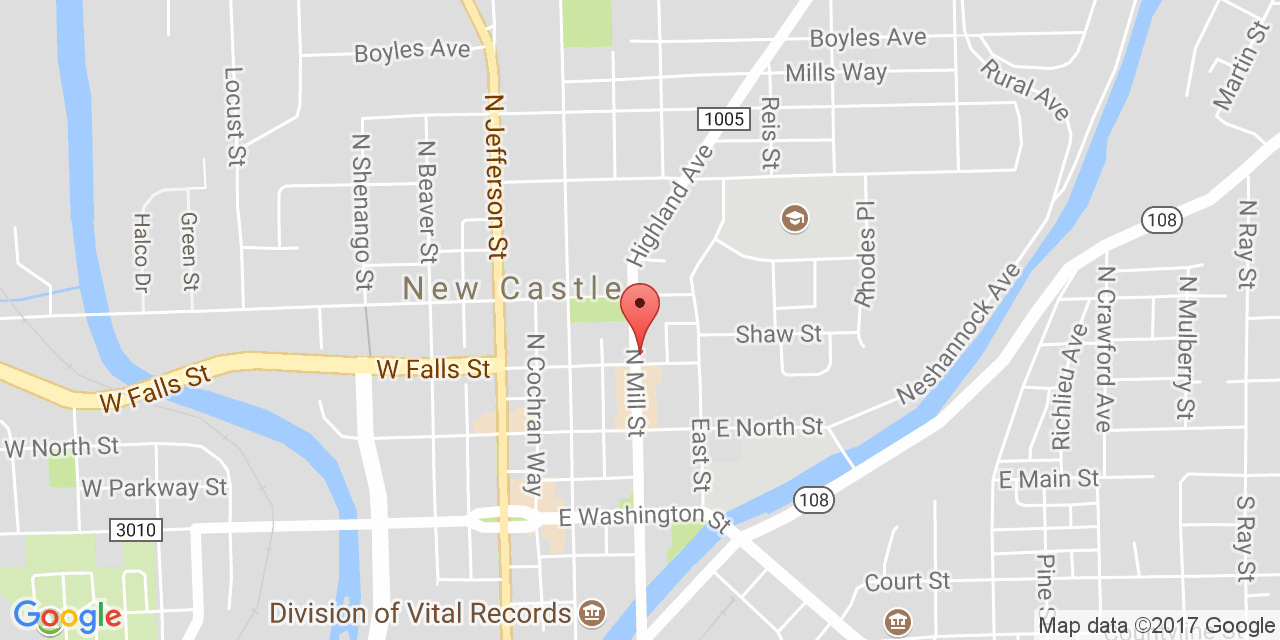 Boyles Ave
Boyles Ave
Mills Way
Rural Ave
Martin St
Locust St
N Jefferson St
1005
Reis St
N Shenango St
N Beaver St
Highland Ave
Halco Dr
Green St
Rhodes Pl
108
N Ray St
New Castle
Shaw St
Neshannock Ave
N Crawford Ave
N Mulberry St
Richlieu Ave
W Falls St
W Falls St
N Cochran Way
N Mill St
East St
E North St
W North St
W Parkway St
E Main St
108
3010
E Washington St
S Ray St
Pine S
Court St
Division of Vital Records
Google
Map data ©2017 Google